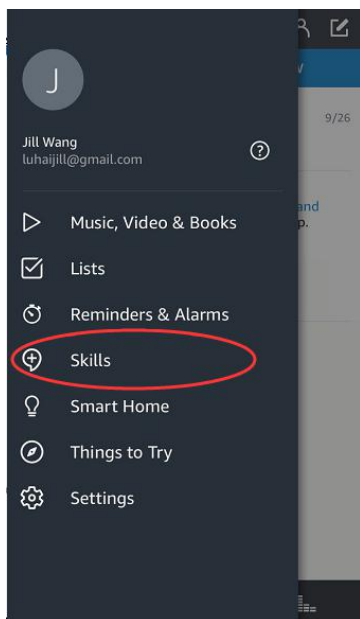 J
9/26
Jill Wang
luhaijill@gmail.com
and
p.
Music, Video & Books
Lists
Reminders & Alarms
Skills
Smart Home
Things to Try
Settings